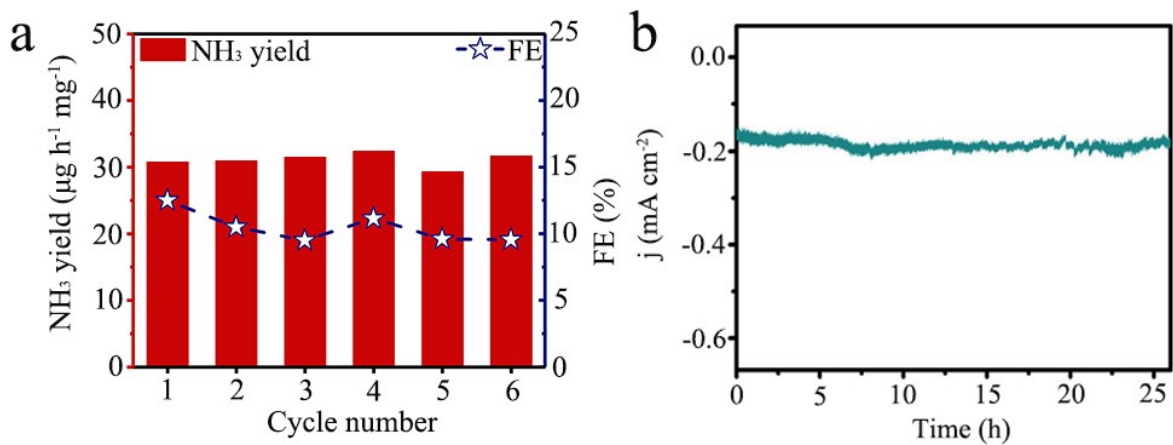 a
NH₃ yield
FE
50
40
30
20
10
0
NH₃ yield (μg h⁻¹ mg⁻¹)
25
20
15
10
5
0
FE (%)
1 2 3 4 5 6
Cycle number
b
0.0
-0.2
-0.4
-0.6
j (mA cm⁻²)
0 5 10 15 20 25
Time (h)